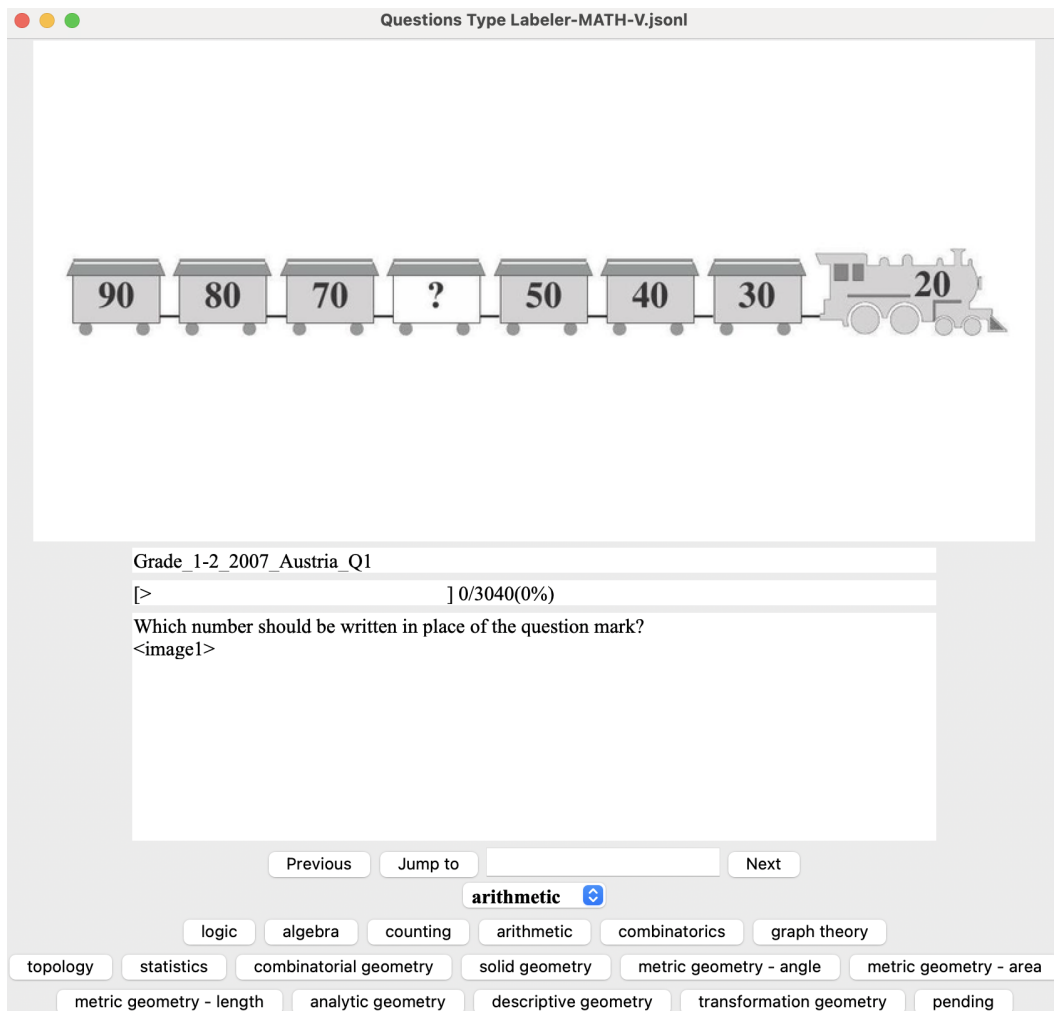 Questions Type Labeler-MATH-V.jsonl
90 80 70 ? 50 40 30 20
Grade_1-2_2007_Austria_Q1
[> ] 0/3040(0%)
Which number should be written in place of the question mark?
<image1>
Previous Jump to Next
arithmetic
logic algebra counting arithmetic combinatorics graph theory
topology statistics combinatorial geometry solid geometry metric geometry - angle metric geometry - area
metric geometry - length analytic geometry descriptive geometry transformation geometry pending